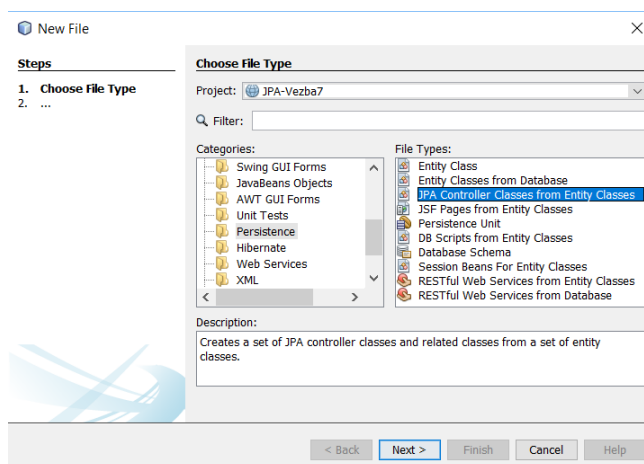 New File
Steps
1. Choose File Type
2. ...
Choose File Type
Project: JPA-Vezba7
Filter:
Categories:
Swing GUI Forms
JavaBeans Objects
AWT GUI Forms
Unit Tests
Persistence
Hibernate
Web Services
XML
File Types:
Entity Class
Entity Classes from Database
JPA Controller Classes from Entity Classes
JSF Pages from Entity Classes
Persistence Unit
DB Scripts from Entity Classes
Database Schema
Session Beans For Entity Classes
RESTful Web Services from Entity Classes
RESTful Web Services from Database
Description:
Creates a set of JPA controller classes and related classes from a set of entity
classes.
< Back Next > Finish Cancel Help